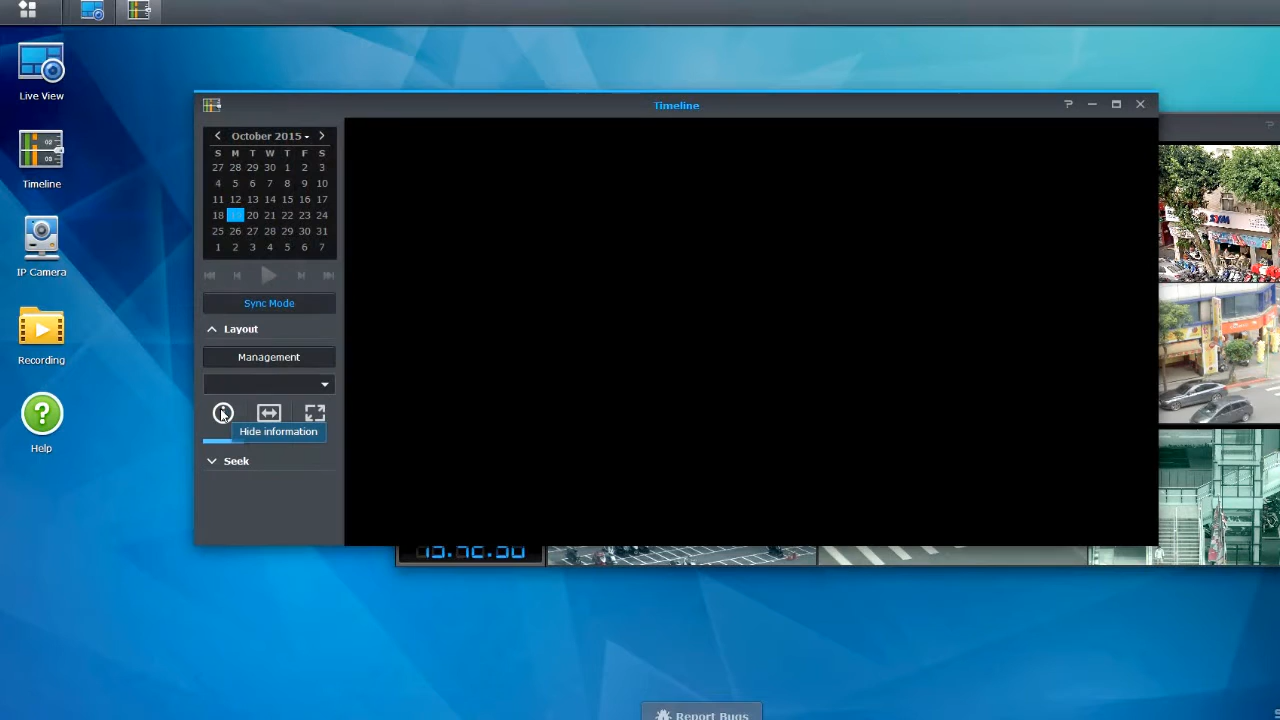 Live View
Timeline
IP Camera
Recording
Help
Timeline
October 2015
S M T W T F S
27 28 29 30 1 2 3
4 5 6 7 8 9 10
11 12 13 14 15 16 17
18 19 20 21 22 23 24
25 26 27 28 29 30 31
1 2 3 4 5 6 7
Sync Mode
Layout
Management
Hide information
Seek
SYM
Report Bugs